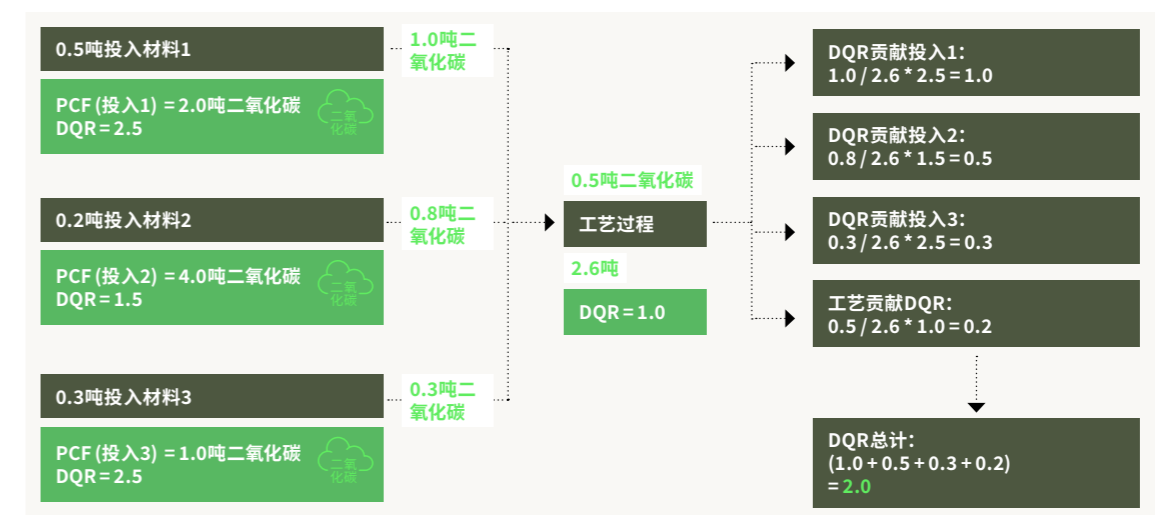 0.5吨投入材料1
PCF (投入1) = 2.0吨二氧化碳
DQR = 2.5
二氧
化碳
1.0吨二
氧化碳
0.2吨投入材料2
PCF (投入2) = 4.0吨二氧化碳
DQR = 1.5
二氧
化碳
0.8吨二
氧化碳
0.3吨投入材料3
PCF (投入3) = 1.0吨二氧化碳
DQR = 2.5
二氧
化碳
0.3吨二
氧化碳
0.5吨二氧化碳
工艺过程
2.6吨
DQR = 1.0
DQR贡献投入1：
1.0 / 2.6 * 2.5 = 1.0
DQR贡献投入2：
0.8 / 2.6 * 1.5 = 0.5
DQR贡献投入3：
0.3 / 2.6 * 2.5 = 0.3
工艺贡献DQR：
0.5 / 2.6 * 1.0 = 0.2
DQR总计：
(1.0 + 0.5 + 0.3 + 0.2)
= 2.0